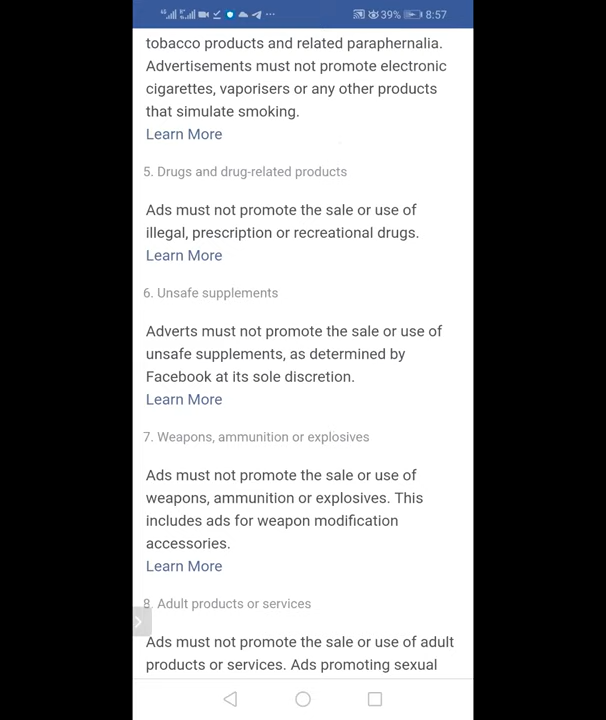 39% 8:57
tobacco products and related paraphernalia.
Advertisements must not promote electronic
cigarettes, vaporisers or any other products
that simulate smoking.
Learn More
5. Drugs and drug-related products
Ads must not promote the sale or use of
illegal, prescription or recreational drugs.
Learn More
6. Unsafe supplements
Adverts must not promote the sale or use of
unsafe supplements, as determined by
Facebook at its sole discretion.
Learn More
7. Weapons, ammunition or explosives
Ads must not promote the sale or use of
weapons, ammunition or explosives. This
includes ads for weapon modification
accessories.
Learn More
8. Adult products or services
Ads must not promote the sale or use of adult
products or services. Ads promoting sexual